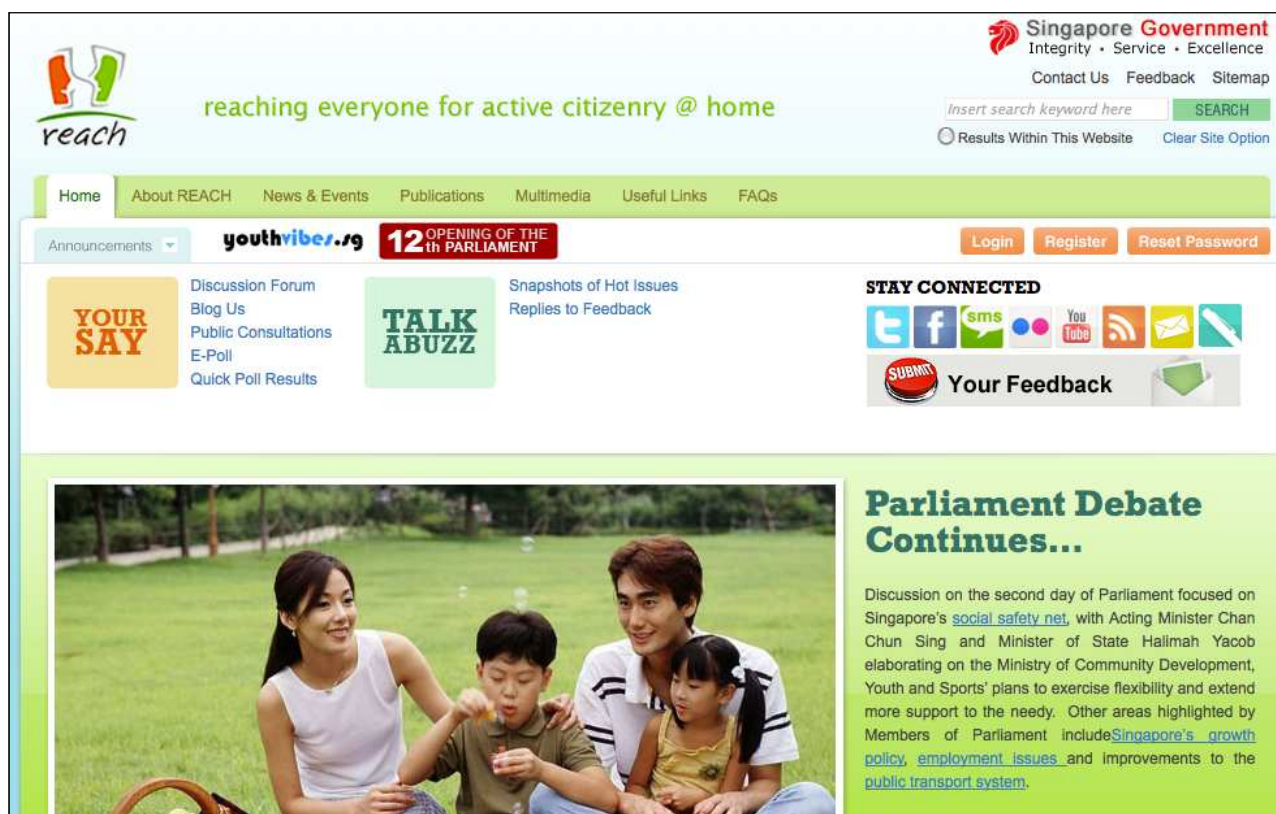 Singapore Government
Integrity • Service • Excellence
Contact Us Feedback Sitemap
reach
reaching everyone for active citizenry @ home
Insert search keyword here SEARCH
Results Within This Website Clear Site Option
Home About REACH News & Events Publications Multimedia Useful Links FAQs
Announcements youthvibes.sg 12th OPENING OF THE PARLIAMENT Login Register Reset Password
YOUR SAY
Discussion Forum
Blog Us
Public Consultations
E-Poll
Quick Poll Results
TALK ABUZZ
Snapshots of Hot Issues
Replies to Feedback
STAY CONNECTED
sms You Tube
SUBMIT Your Feedback
Parliament Debate
Continues...
Discussion on the second day of Parliament focused on
Singapore's social safety net, with Acting Minister Chan
Chun Sing and Minister of State Halimah Yacob
elaborating on the Ministry of Community Development,
Youth and Sports' plans to exercise flexibility and extend
more support to the needy. Other areas highlighted by
Members of Parliament includeSingapore's growth
policy, employment issues and improvements to the
public transport system.